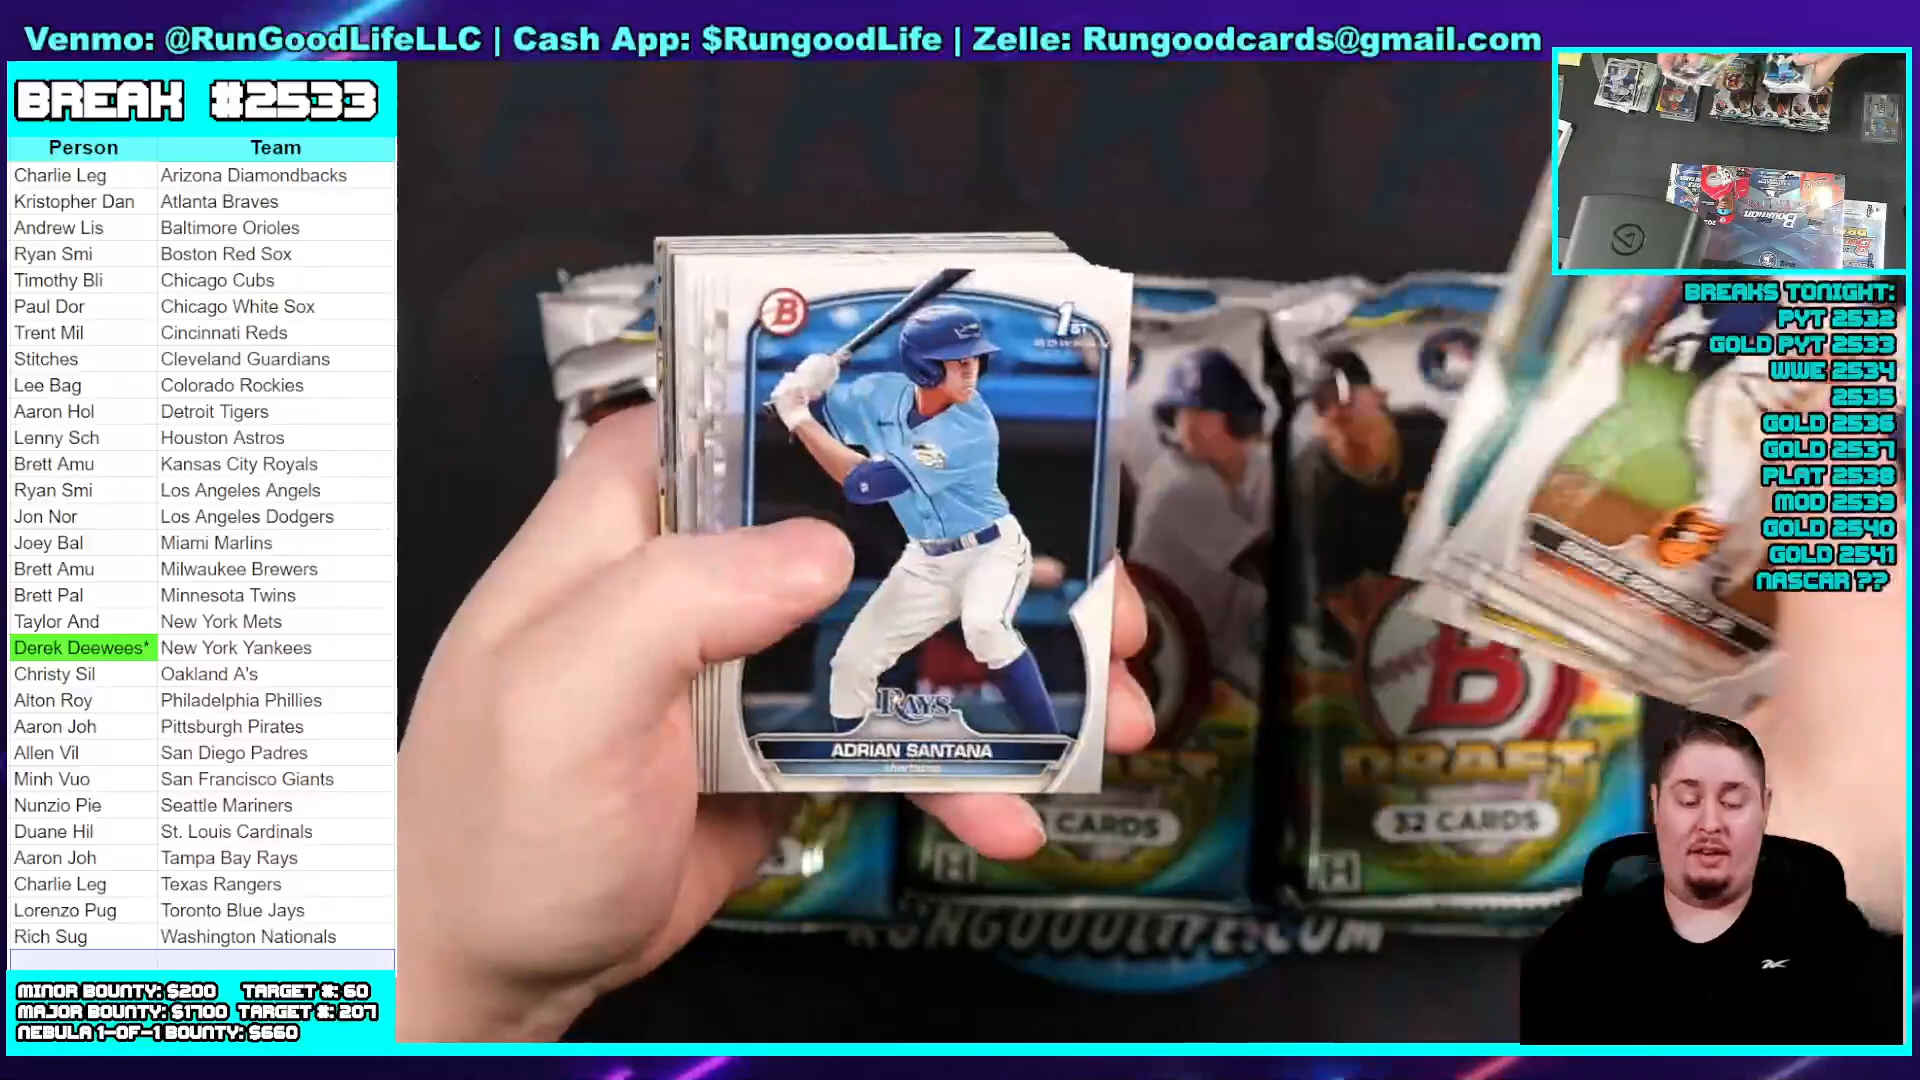 Venmo: @RunGoodLifeLLC | Cash App: $RungoodLife | Zelle: Rungoodcards@gmail.com
BREAK #2533
Person Team
Charlie Leg Arizona Diamondbacks
Kristopher Dan Atlanta Braves
Andrew Lis Baltimore Orioles
Ryan Smi Boston Red Sox
Timothy Bli Chicago Cubs
Paul Dor Chicago White Sox
Trent Mil Cincinnati Reds
Stitches Cleveland Guardians
Lee Bag Colorado Rockies
Aaron Hol Detroit Tigers
Lenny Sch Houston Astros
Brett Amu Kansas City Royals
Ryan Smi Los Angeles Angels
Jon Nor Los Angeles Dodgers
Joey Bal Miami Marlins
Brett Amu Milwaukee Brewers
Brett Pal Minnesota Twins
Taylor And New York Mets
Derek Deewees* New York Yankees
Christy Sil Oakland A's
Alton Roy Philadelphia Phillies
Aaron Joh Pittsburgh Pirates
Allen Vil San Diego Padres
Minh Vuo San Francisco Giants
Nunzio Pie Seattle Mariners
Duane Hil St. Louis Cardinals
Aaron Joh Tampa Bay Rays
Charlie Leg Texas Rangers
Lorenzo Pug Toronto Blue Jays
Rich Sug Washington Nationals
MINOR BOUNTY: $200 TARGET #: 60
MAJOR BOUNTY: $1700 TARGET #: 207
NEBULA 1-OF-1 BOUNTY: $660
B
1ST
RAYS
ADRIAN SANTANA
B
DRAFT
CARDS
32 CARDS
H
H
RUNGOODLIFE.COM
Bowman
BREAKS TONIGHT:
PYT 2532
GOLD PYT 2533
WWE 2534
2535
GOLD 2536
GOLD 2537
PLAT 2538
MOD 2539
GOLD 2540
GOLD 2541
NASCAR ??